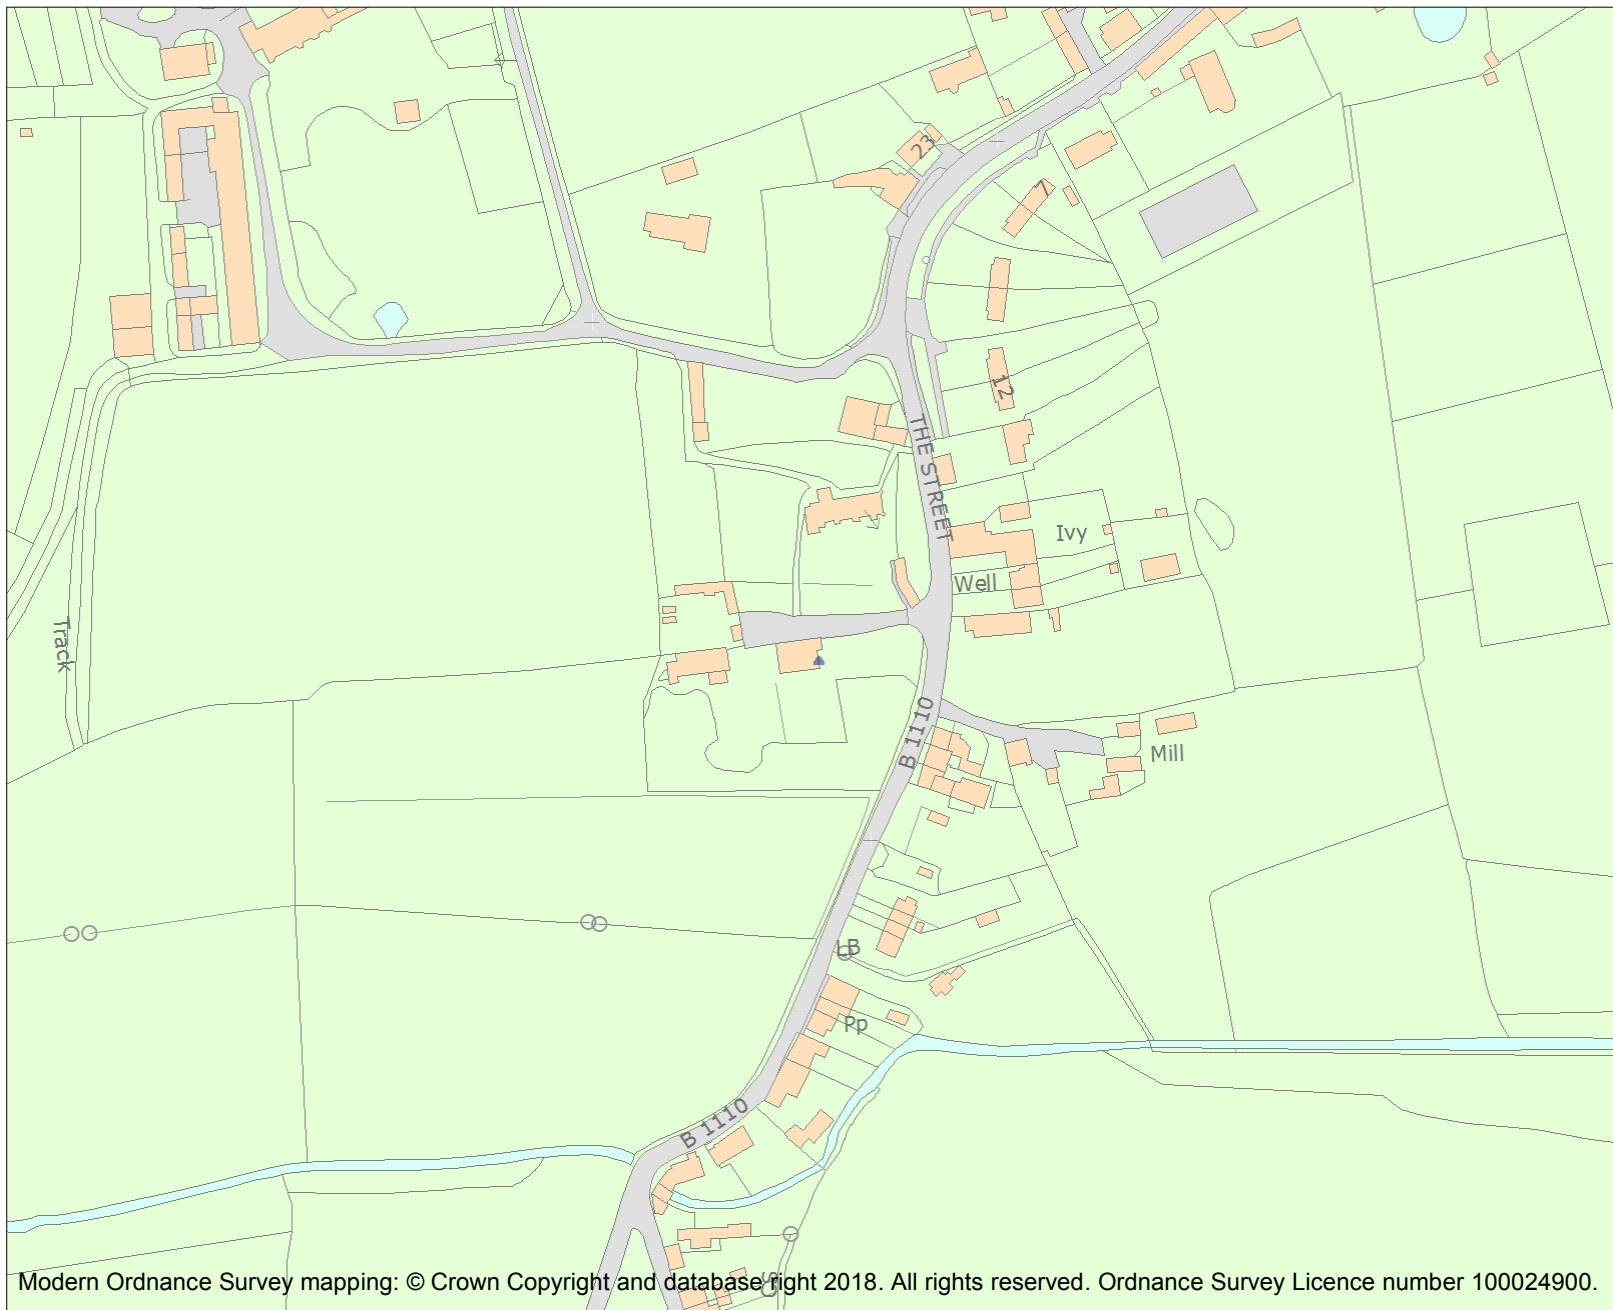 23
7
12
THE STREET
Ivy
Well
Track
B 1110
Mill
LB
Pp
B 1110
Modern Ordnance Survey mapping: © Crown Copyright and database right 2018. All rights reserved. Ordnance Survey Licence number 100024900.